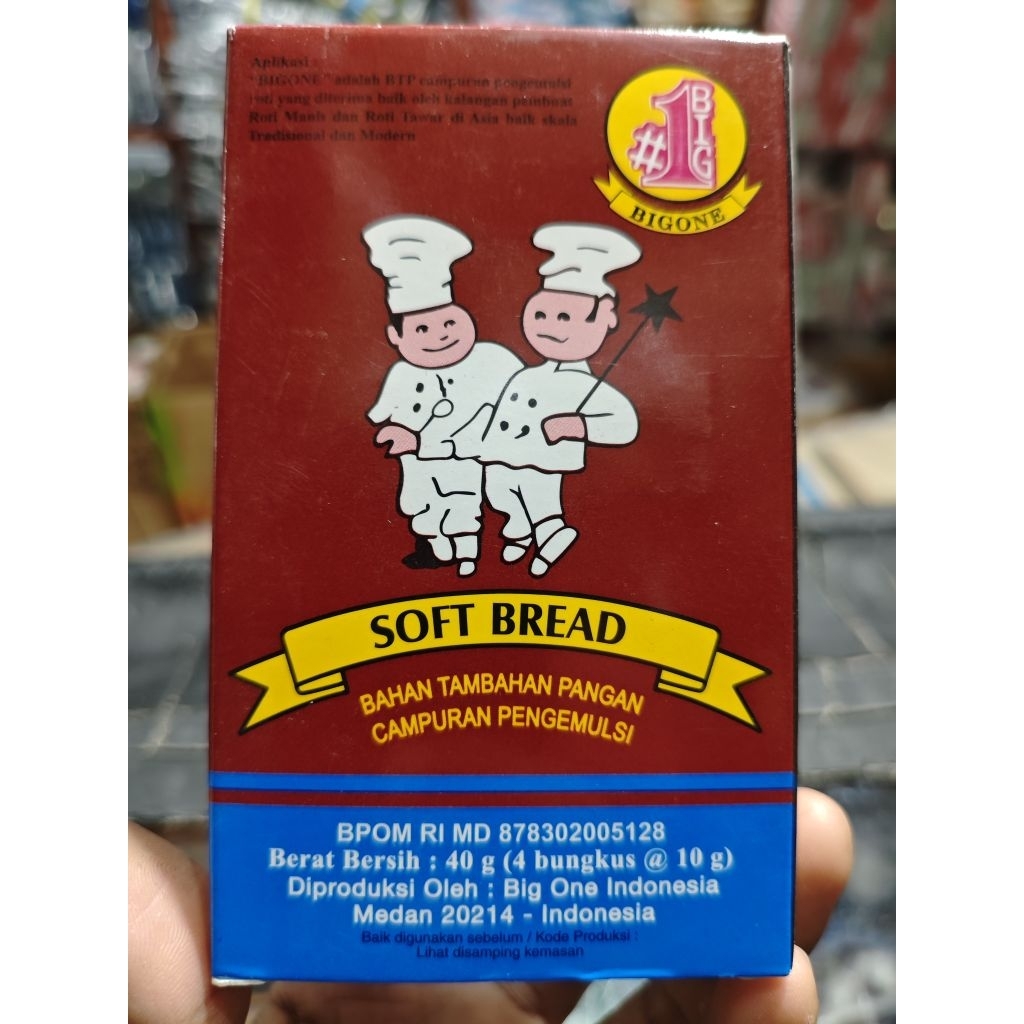 Aplikasi :
"BIGONE" adalah BTP campuran pengemulsi
roti yang diterima baik oleh kalangan pembuat
Roti Manis dan Roti Tawar di Asia baik skala
Tradisional dan Modern
#1 BIG
BIGONE
SOFT BREAD
BAHAN TAMBAHAN PANGAN
CAMPURAN PENGEMULSI
BPOM RI MD 878302005128
Berat Bersih : 40 g (4 bungkus @ 10 g)
Diproduksi Oleh : Big One Indonesia
Medan 20214 - Indonesia
Baik digunakan sebelum / Kode Produksi :
Lihat disamping kemasan